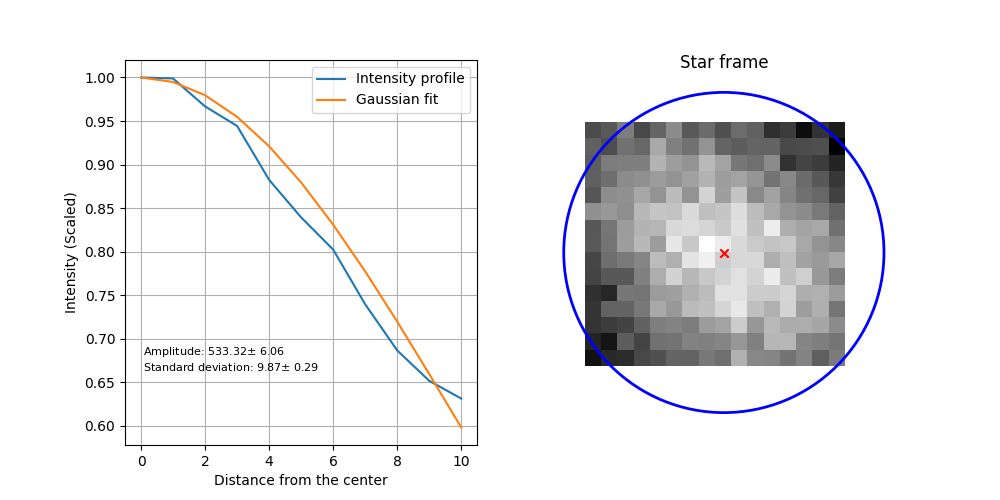 Star frame
1.00
0.95
0.90
0.85
0.80
0.75
0.70
0.65
0.60
Intensity (Scaled)
Intensity profile
Gaussian fit
Amplitude: 533.32± 6.06
Standard deviation: 9.87± 0.29
0 2 4 6 8 10
Distance from the center